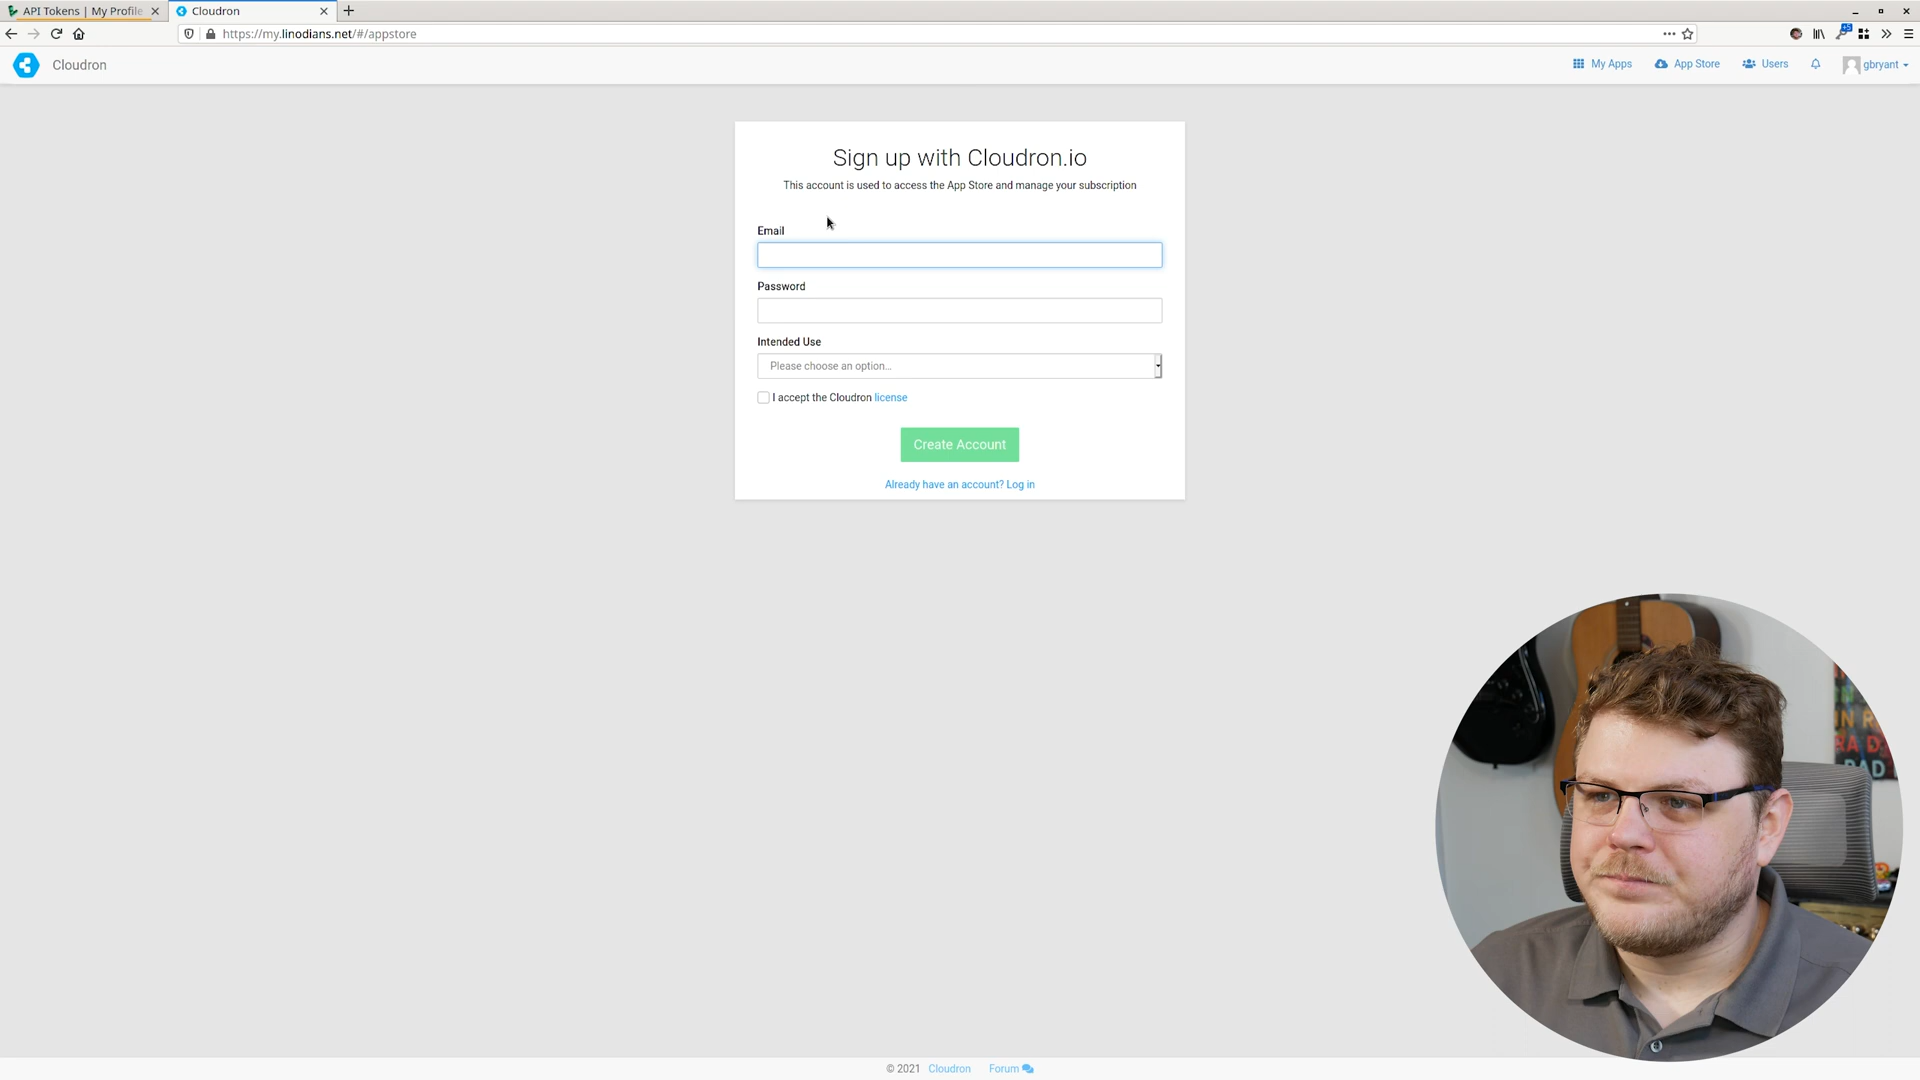 API Tokens | My Profile
Cloudron
https://my.linodians.net/#/appstore
Cloudron
My Apps
App Store
Users
gbryant
Sign up with Cloudron.io
This account is used to access the App Store and manage your subscription
Email
Password
Intended Use
Please choose an option...
I accept the Cloudron license
Create Account
Already have an account? Log in
IN R
RA D
PAD
© 2021 Cloudron Forum